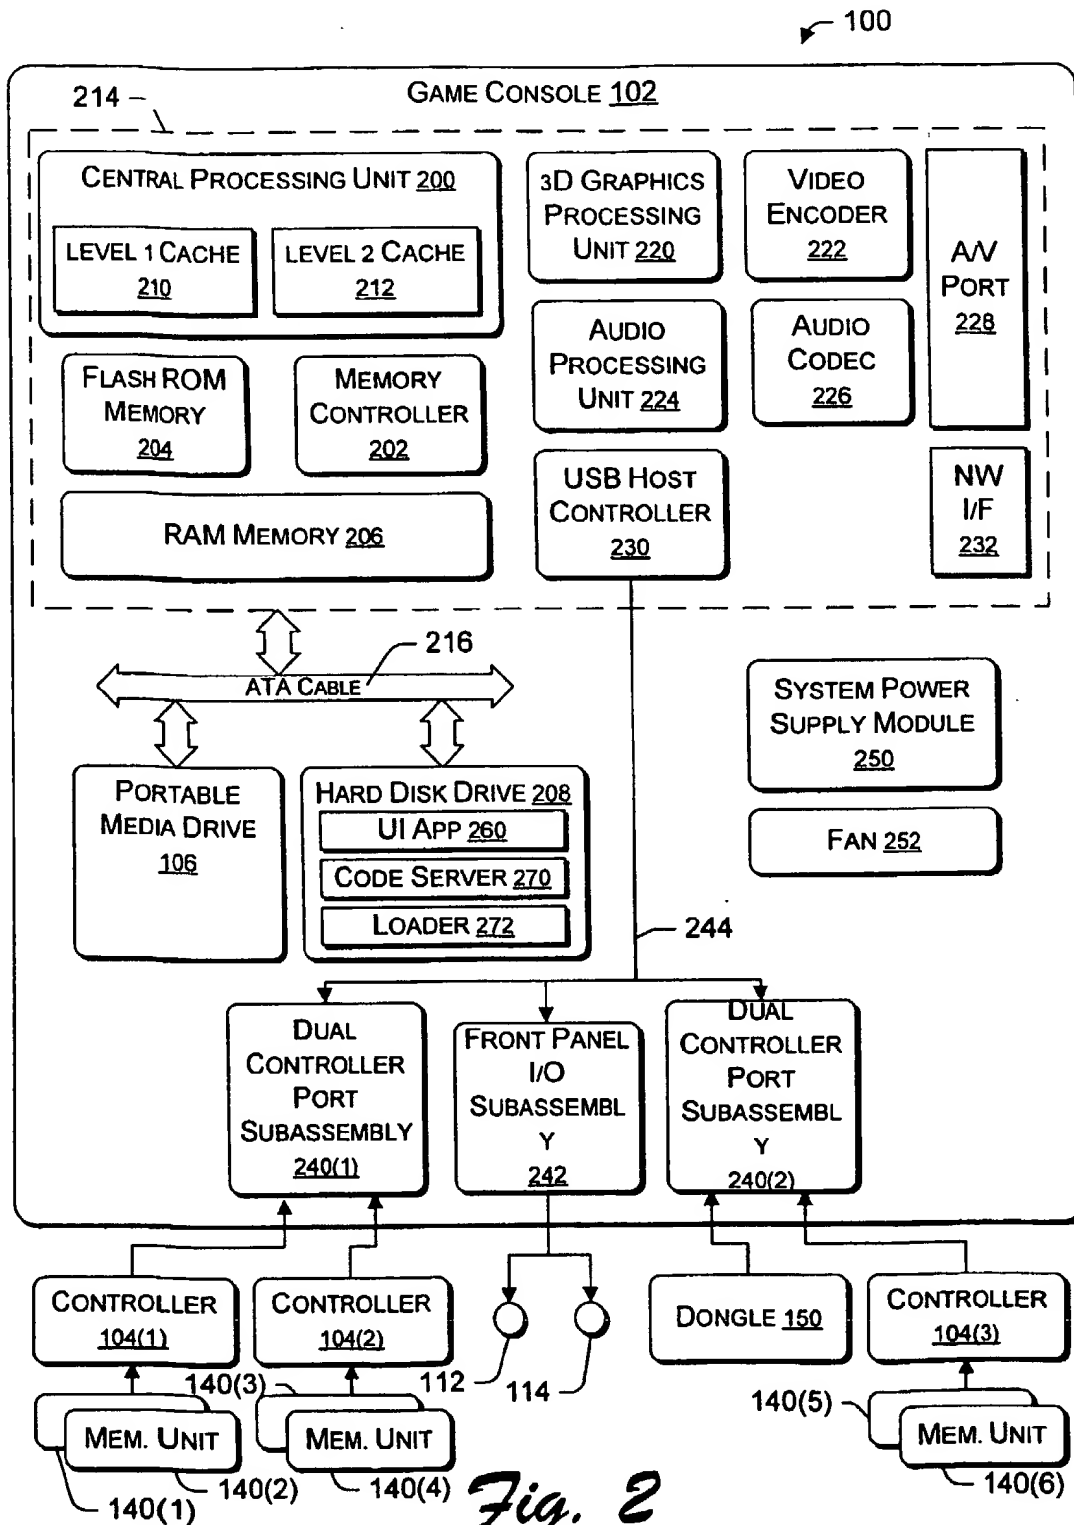 100
GAME CONSOLE 102
214
CENTRAL PROCESSING UNIT 200
LEVEL 1 CACHE
210
LEVEL 2 CACHE
212
3D GRAPHICS
PROCESSING
UNIT 220
VIDEO
ENCODER
222
A/V
PORT
228
FLASH ROM
MEMORY
204
MEMORY
CONTROLLER
202
AUDIO
PROCESSING
UNIT 224
AUDIO
CODEC
226
RAM MEMORY 206
USB HOST
CONTROLLER
230
NW
I/F
232
216
ATA CABLE
SYSTEM POWER
SUPPLY MODULE
250
PORTABLE
MEDIA DRIVE
106
HARD DISK DRIVE 208
UI APP 260
CODE SERVER 270
LOADER 272
FAN 252
244
DUAL
CONTROLLER
PORT
SUBASSEMBLY
240(1)
FRONT PANEL
I/O
SUBASSEMBL
Y
242
DUAL
CONTROLLER
PORT
SUBASSEMBL
Y
240(2)
CONTROLLER
104(1)
CONTROLLER
104(2)
112
114
DONGLE 150
CONTROLLER
104(3)
140(3)
140(5)
MEM. UNIT
MEM. UNIT
MEM. UNIT
140(1)
140(2)
140(4)
140(6)
Fig. 2